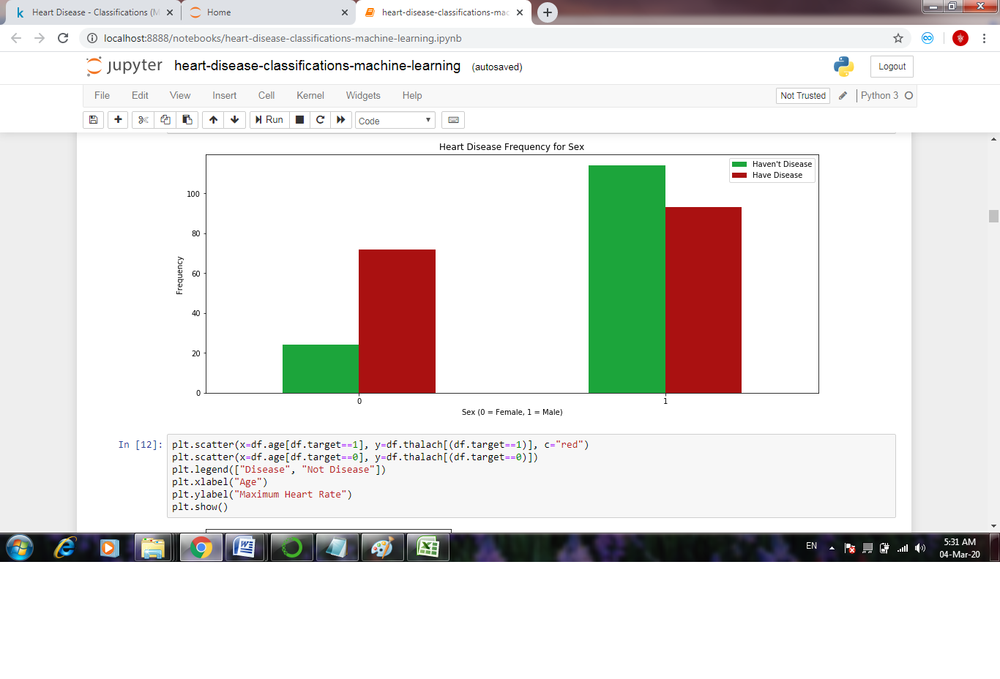 Heart Disease - Classifications (M
Home
heart-disease-classifications-mac
localhost:8888/notebooks/heart-disease-classifications-machine-learning.ipynb
jupyter heart-disease-classifications-machine-learning (autosaved)
Logout
File Edit View Insert Cell Kernel Widgets Help
Not Trusted
Python 3
Run
Code
Heart Disease Frequency for Sex
Haven't Disease
Have Disease
100
80
60
40
20
0
Frequency
0 1
Sex (0 = Female, 1 = Male)
In [12]:
plt.scatter(x=df.age[df.target==1], y=df.thalach[(df.target==1)], c="red")
plt.scatter(x=df.age[df.target==0], y=df.thalach[(df.target==0)])
plt.legend(["Disease", "Not Disease"])
plt.xlabel("Age")
plt.ylabel("Maximum Heart Rate")
plt.show()
EN
5:31 AM
04-Mar-20